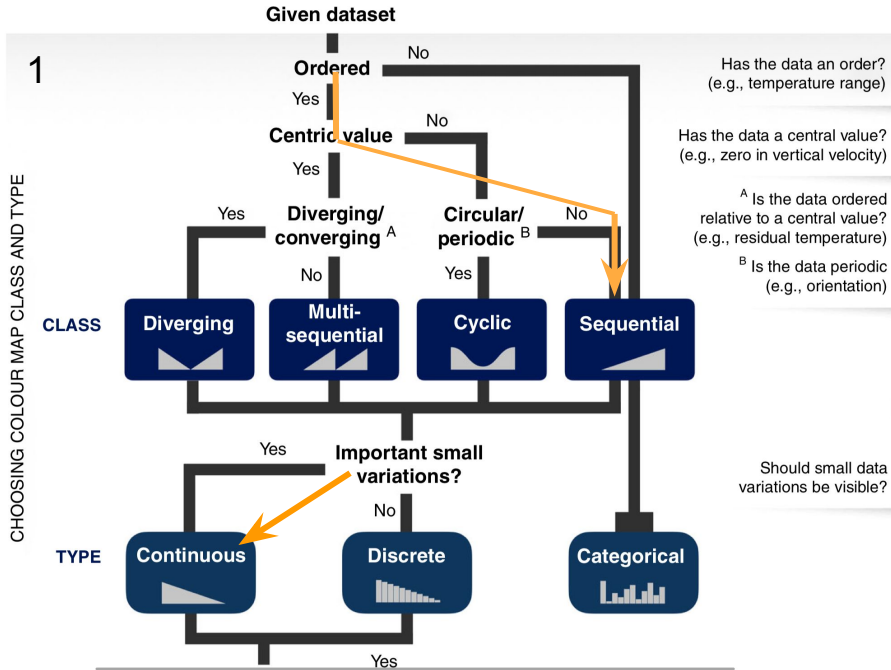 Given dataset
1
Ordered
No
Has the data an order?
(e.g., temperature range)
Yes
Centric value
No
Has the data a central value?
(e.g., zero in vertical velocity)
Yes
Diverging/
converging A
Yes
No
Circular/
periodic B
No
Yes
A Is the data ordered
relative to a central value?
(e.g., residual temperature)
B Is the data periodic
(e.g., orientation)
CHOOSING COLOUR MAP CLASS AND TYPE
CLASS
Diverging
Multi-
sequential
Cyclic
Sequential
Important small
variations?
Yes
No
Should small data
variations be visible?
TYPE
Continuous
Discrete
Categorical
Yes